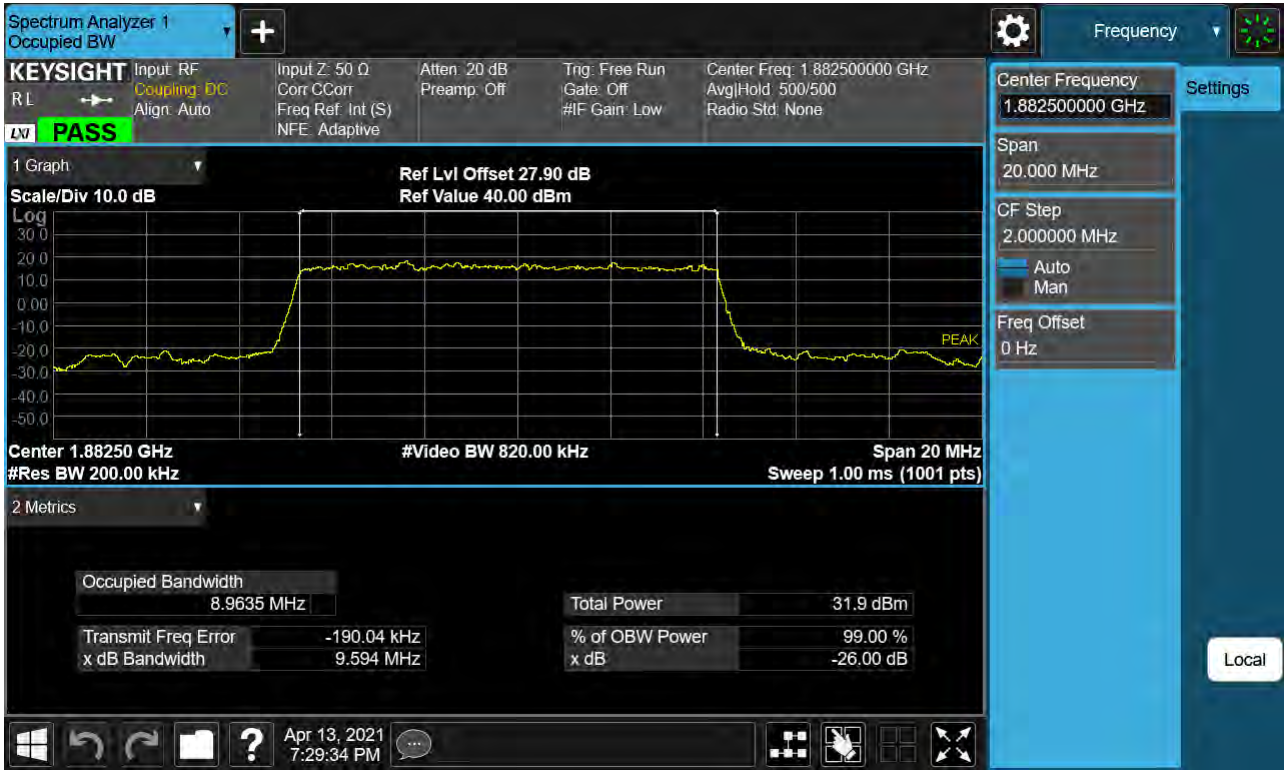 Spectrum Analyzer 1
Occupied BW
Frequency
KEYSIGHT
RL
LXI PASS
Input: RF
Coupling: DC
Align: Auto
Input Z: 50 Ω
Corr CCorr
Freq Ref: Int (S)
NFE: Adaptive
Atten: 20 dB
Preamp: Off
Trig: Free Run
Gate: Off
#IF Gain: Low
Center Freq: 1.882500000 GHz
Avg|Hold: 500/500
Radio Std: None
Center Frequency
1.882500000 GHz
Settings
Span
20.000 MHz
CF Step
2.000000 MHz
Auto
Man
Freq Offset
0 Hz
1 Graph
Scale/Div 10.0 dB
Ref Lvl Offset 27.90 dB
Ref Value 40.00 dBm
Log
30.0
20.0
10.0
0.00
-10.0
-20.0
-30.0
-40.0
-50.0
PEAK
Center 1.88250 GHz
#Video BW 820.00 kHz
Span 20 MHz
#Res BW 200.00 kHz
Sweep 1.00 ms (1001 pts)
2 Metrics
Occupied Bandwidth
8.9635 MHz
Total Power 31.9 dBm
Transmit Freq Error -190.04 kHz
% of OBW Power 99.00 %
x dB Bandwidth 9.594 MHz
x dB -26.00 dB
Local
Apr 13, 2021
7:29:34 PM